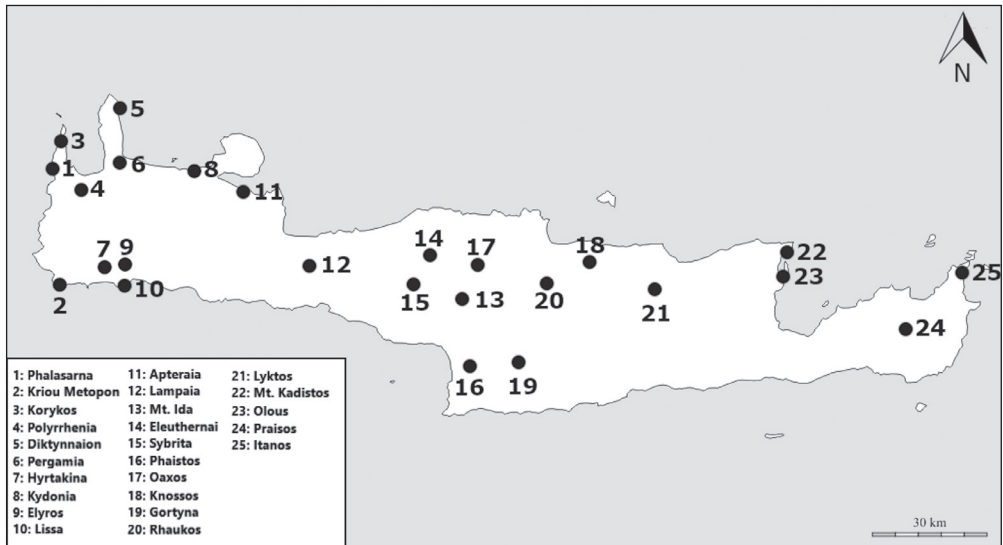 N
5
3
1
6
8
4
11
7
9
14
17
18
22
12
25
2
10
15
13
20
21
23
24
16
19
1: Phalasarna
2: Kriou Metopon
3: Korykos
4: Polyrrhenia
5: Diktynnaion
6: Pergamia
7: Hyrtakina
8: Kydonia
9: Elyros
10: Lissa
11: Apteraia
12: Lampaia
13: Mt. Ida
14: Eleuthernai
15: Sybrita
16: Phaistos
17: Oaxos
18: Knossos
19: Gortyna
20: Rhaukos
21: Lyktos
22: Mt. Kadistos
23: Olous
24: Praisos
25: Itanos
30 km